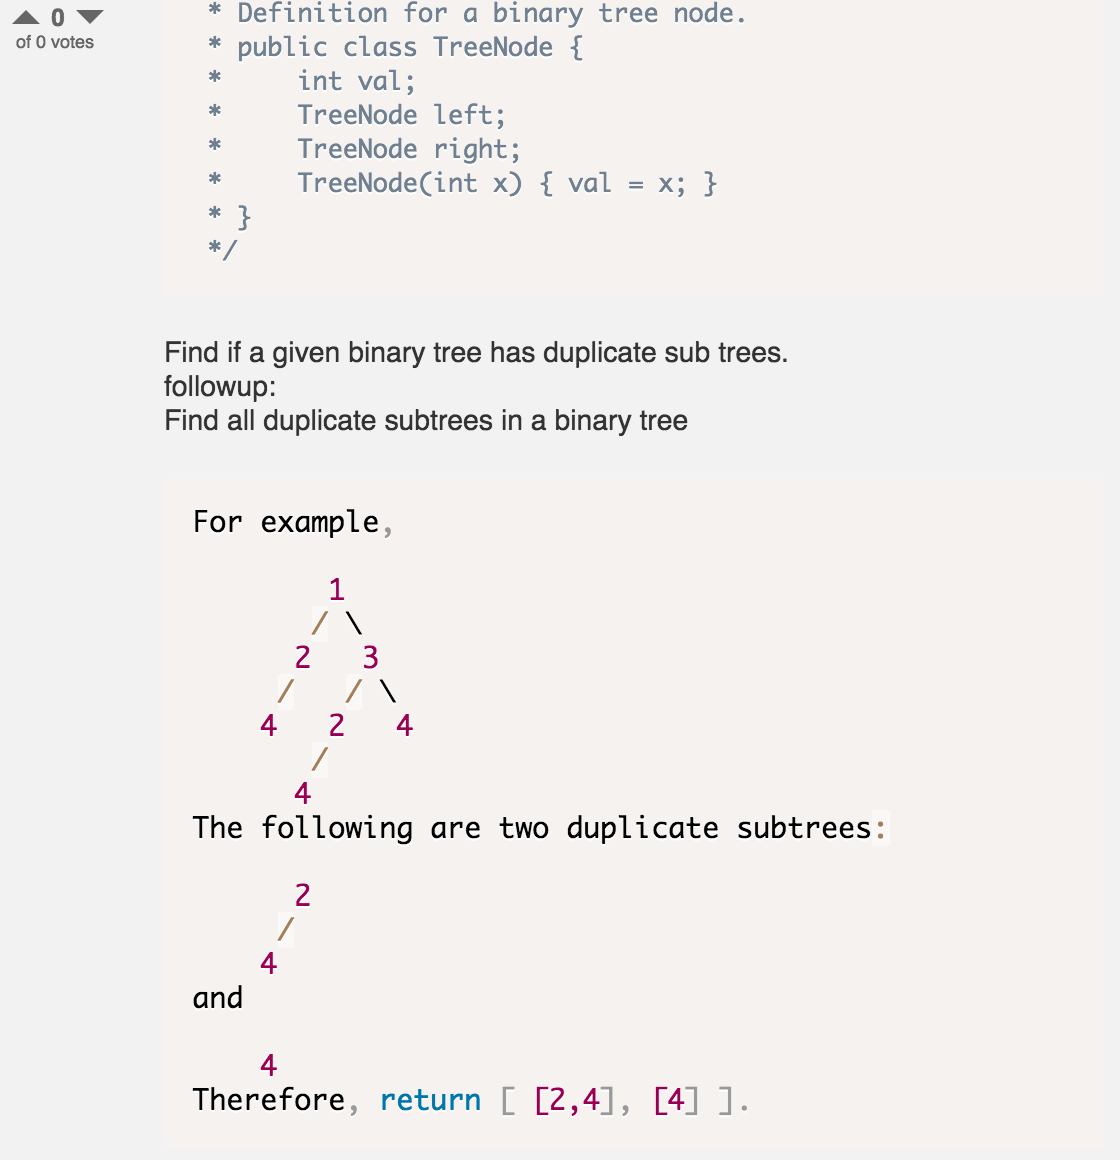 0
of 0 votes
* Definition for a binary tree node.
* public class TreeNode {
*     int val;
*     TreeNode left;
*     TreeNode right;
*     TreeNode(int x) { val = x; }
* }
*/
Find if a given binary tree has duplicate sub trees.
followup:
Find all duplicate subtrees in a binary tree
For example,
        1
       / \
      2   3
     /   / \
    4   2   4
       /
      4
The following are two duplicate subtrees:
      2
     /
    4
and
    4
Therefore, return [ [2,4], [4] ].